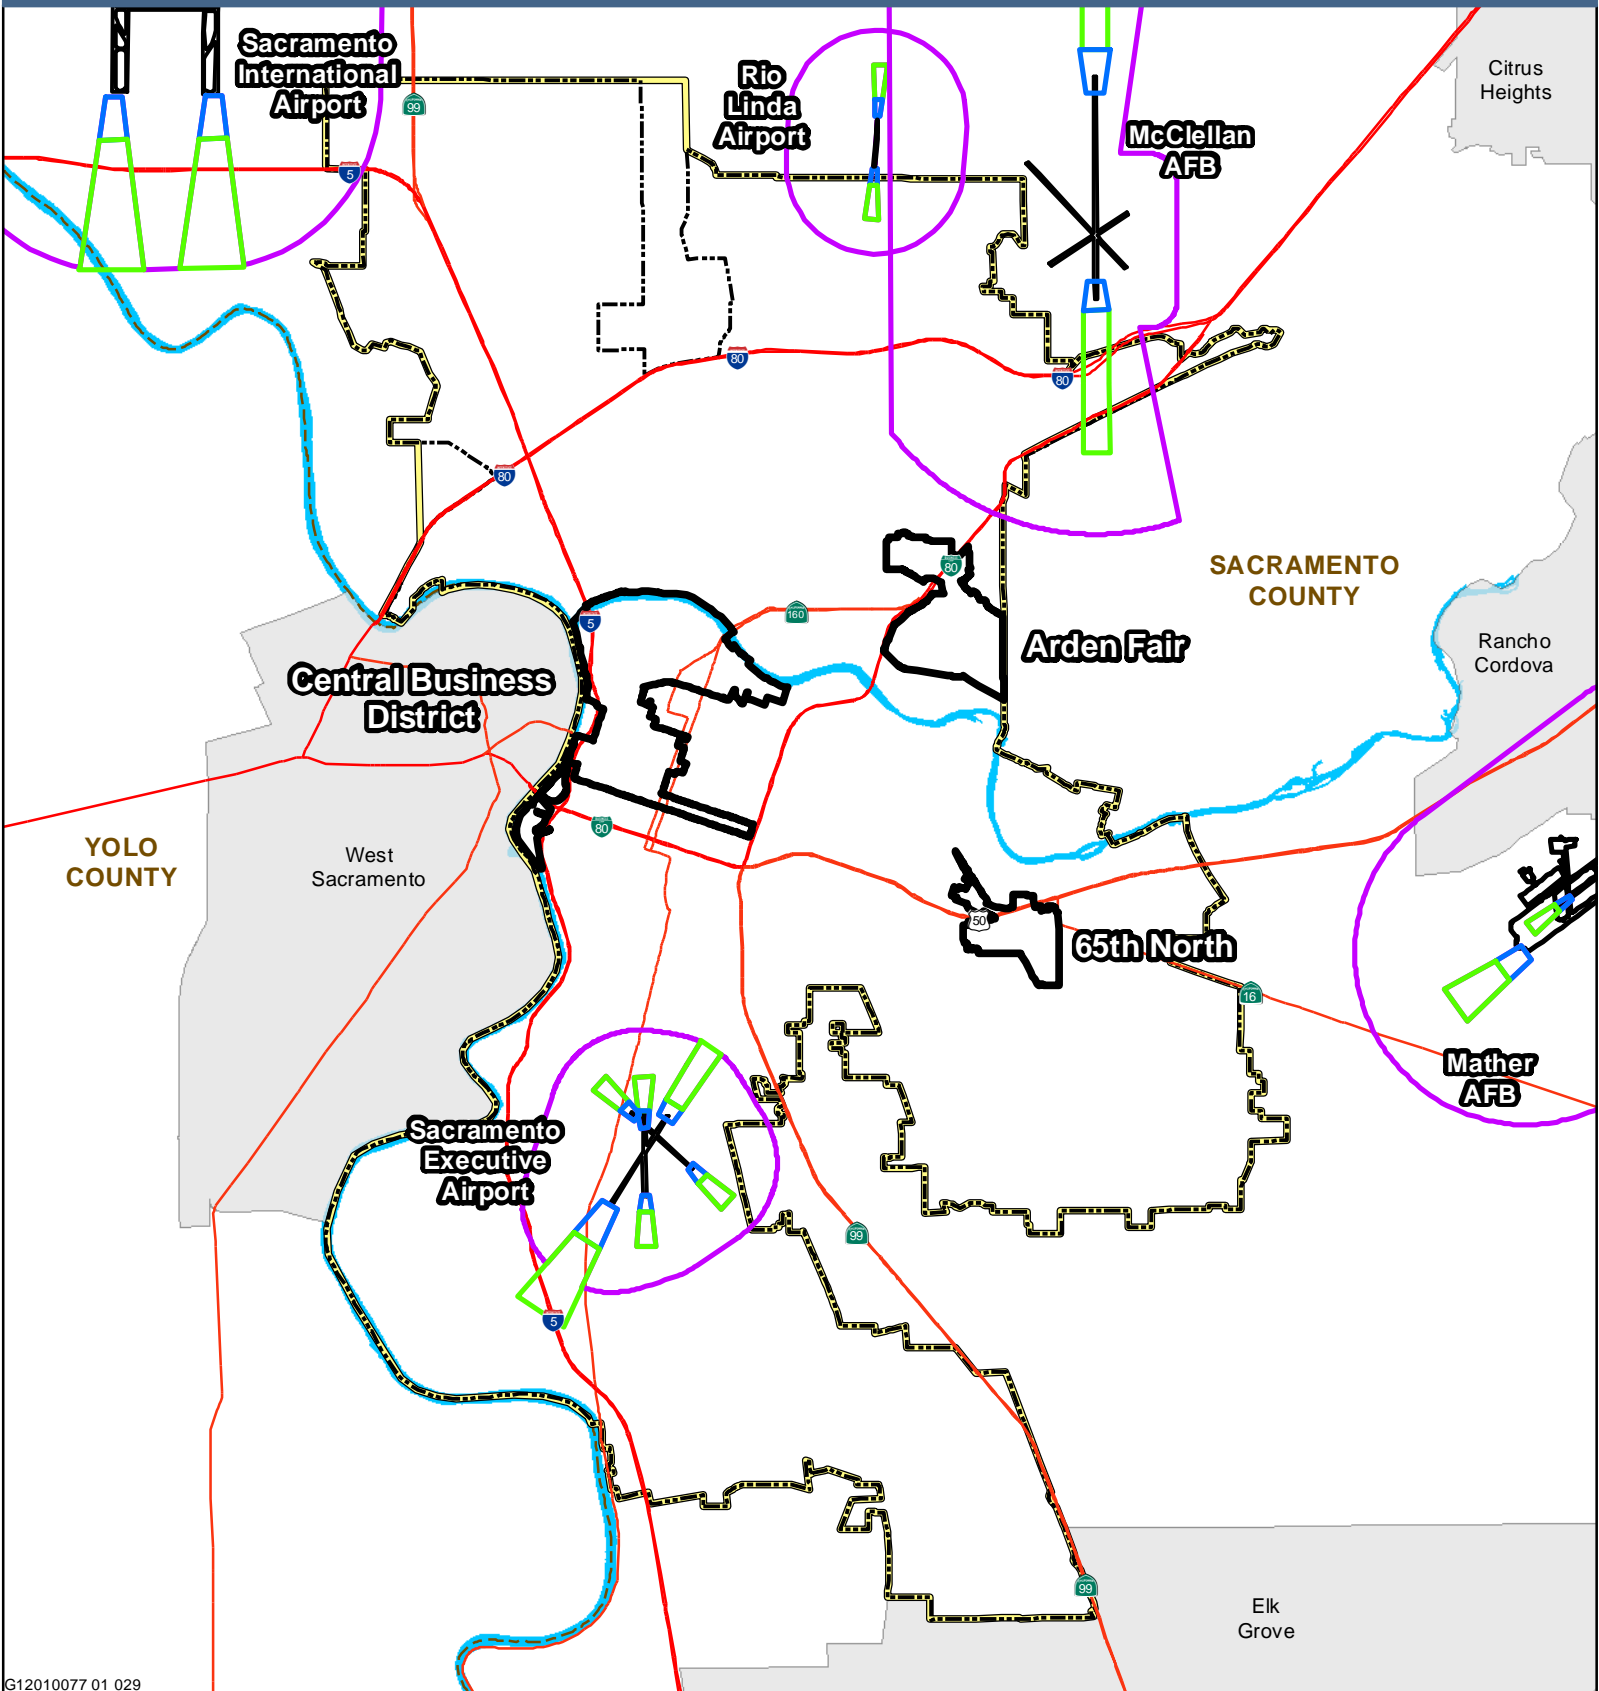 Sacramento
International
Airport
99
5
Rio
Linda
Airport
McClellan
AFB
Citrus
Heights
80
80
80
80
SACRAMENTO
COUNTY
160
5
Arden Fair
Rancho
Cordova
Central Business
District
YOLO
COUNTY
West
Sacramento
80
50
65th North
16
Mather
AFB
Sacramento
Executive
Airport
99
5
99
Elk
Grove
G12010077 01 029